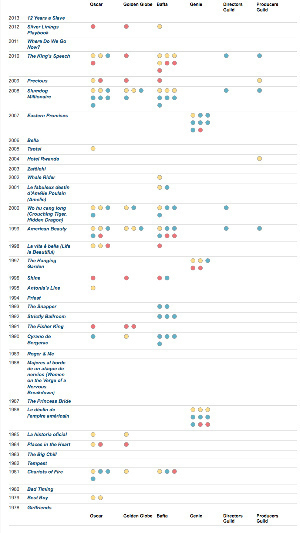 Oscar Golden Globe Bafta Genie Directors Guild Producers Guild
2013 12 Years a Slave
2012 Silver Linings
Playbook
2011 Where Do We Go
Now?
2010 The King's Speech
2009 Precious
2008 Slumdog
Millionaire
2007 Eastern Promises
2006 Bella
2005 Tsotsi
2004 Hotel Rwanda
2003 Zatôichi
2002 Whale Rider
2001 Le fabuleux destin
d'Amélie Poulain
(Amelie)
2000 Wo hu cang long
(Crouching Tiger,
Hidden Dragon)
1999 American Beauty
1998 La vita è bella (Life
is Beautiful)
1997 The Hanging
Garden
1996 Shine
1995 Antonia's Line
1994 Priest
1993 The Snapper
1992 Strictly Ballroom
1991 The Fisher King
1990 Cyrano de
Bergerac
1989 Roger & Me
1988 Mujeres al borde
de un ataque de
nervios (Women
on the Verge of a
Nervous
Breakdown)
1987 The Princess Bride
1986 Le déclin de
l'empire américain
1985 La historia oficial
1984 Places in the Heart
1983 The Big Chill
1982 Tempest
1981 Chariots of Fire
1980 Bad Timing
1979 Best Boy
1978 Girlfriends
Oscar Golden Globe Bafta Genie Directors Guild Producers Guild